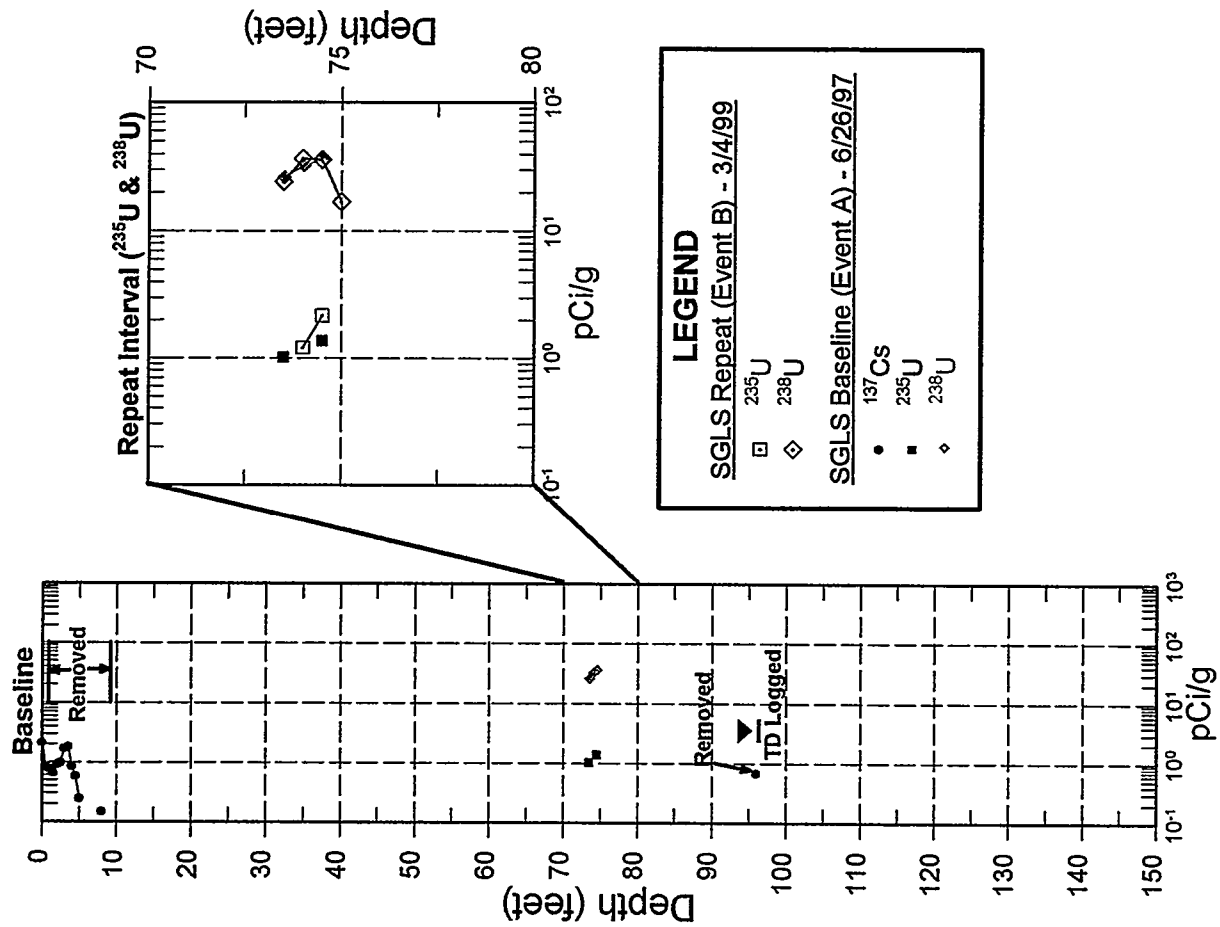 Baseline
0
10
20
30
40
50
60
70
80
90
100
110
120
130
140
150
Depth (feet)
Removed
Removed
TD Logged
10-1
100
101
102
103
pCi/g
Repeat Interval (235U & 238U)
70
75
80
Depth (feet)
10-1
100
101
102
pCi/g
LEGEND
SGLS Repeat (Event B) - 3/4/99
235U
238U
SGLS Baseline (Event A) - 6/26/97
137Cs
235U
238U